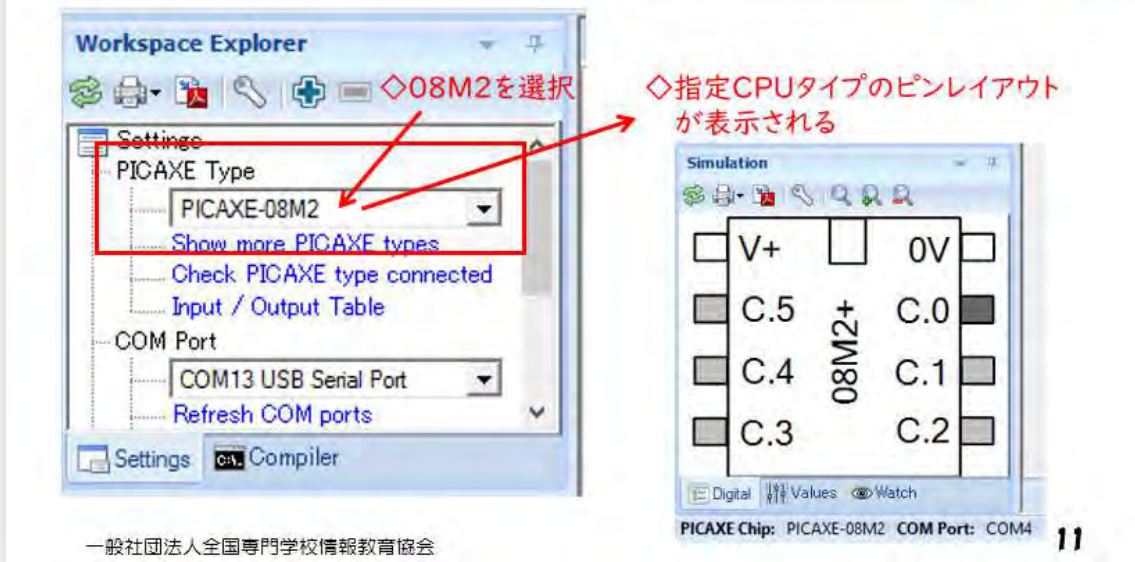 Workspace Explorer
◇08M2を選択
Settings
PICAXE Type
PICAXE-08M2
Show more PICAXE types
Check PICAXE type connected
Input / Output Table
COM Port
COM13 USB Serial Port
Refresh COM ports
Settings
Compiler
◇指定CPUタイプのピンレイアウト
が表示される
Simulation
V+ 0V
C.5 C.0
C.4 C.1
C.3 C.2
08M2+
Digital Values Watch
PICAXE Chip: PICAXE-08M2 COM Port: COM4
一般社団法人全国専門学校情報教育協会
11